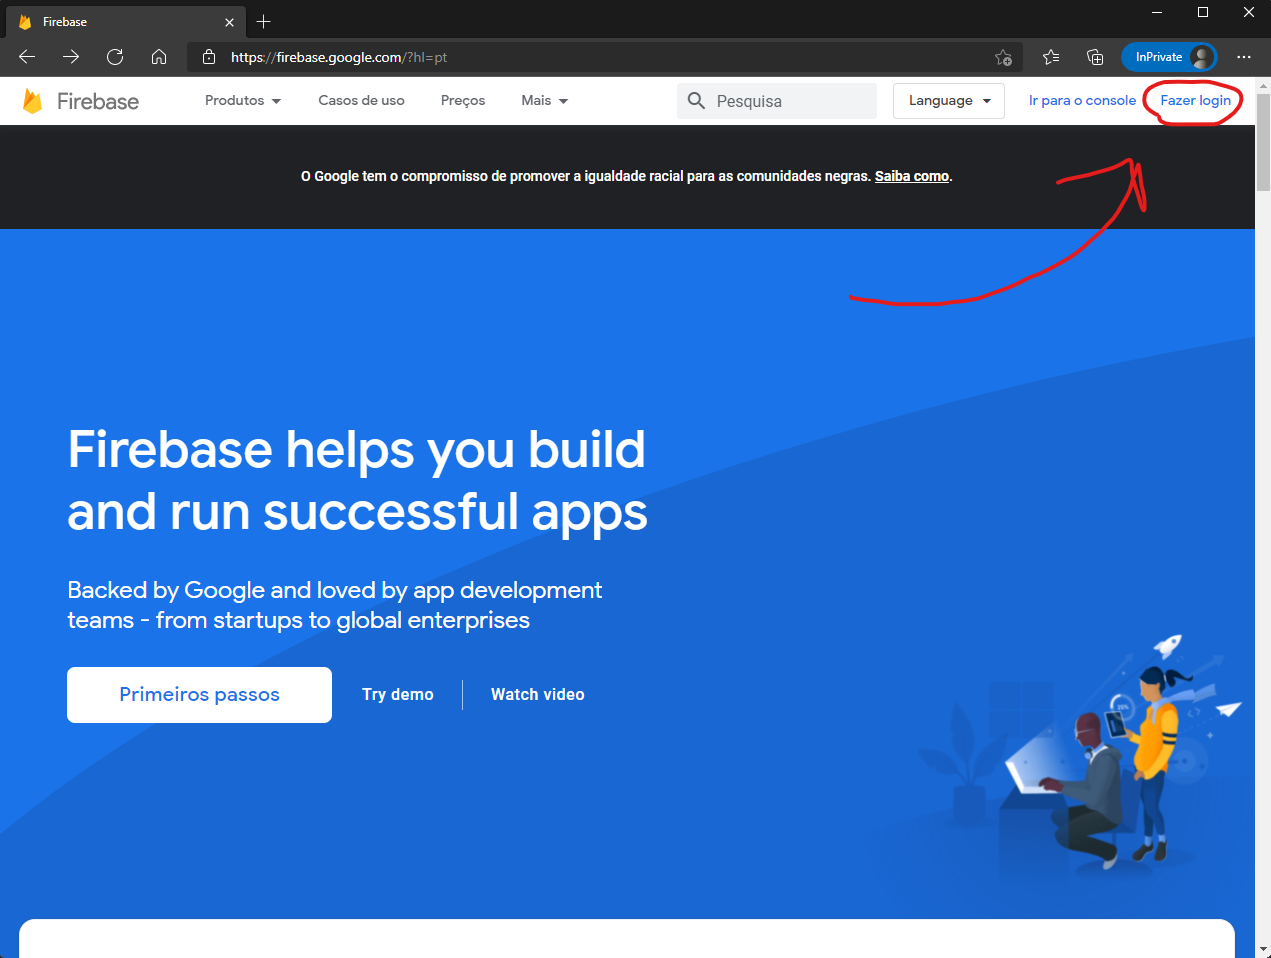 Firebase
https://firebase.google.com/?hl=pt
InPrivate
Firebase
Produtos
Casos de uso
Preços
Mais
Pesquisa
Language
Ir para o console
Fazer login
O Google tem o compromisso de promover a igualdade racial para as comunidades negras. Saiba como.
Firebase helps you build
and run successful apps
Backed by Google and loved by app development
teams - from startups to global enterprises
Primeiros passos
Try demo
Watch video